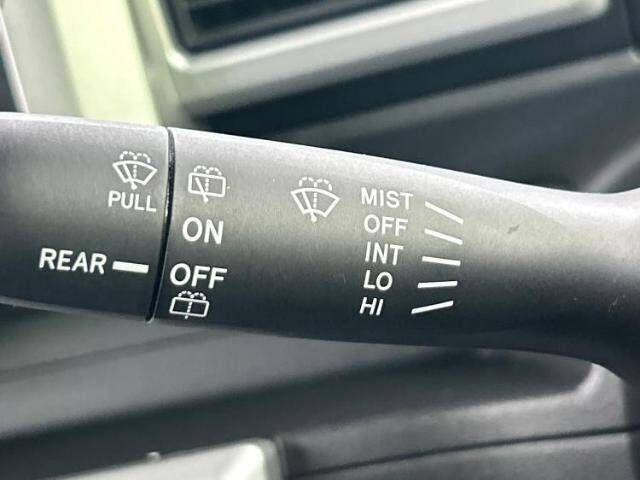 PULL
REAR
ON
OFF
MIST
OFF
INT
LO
HI